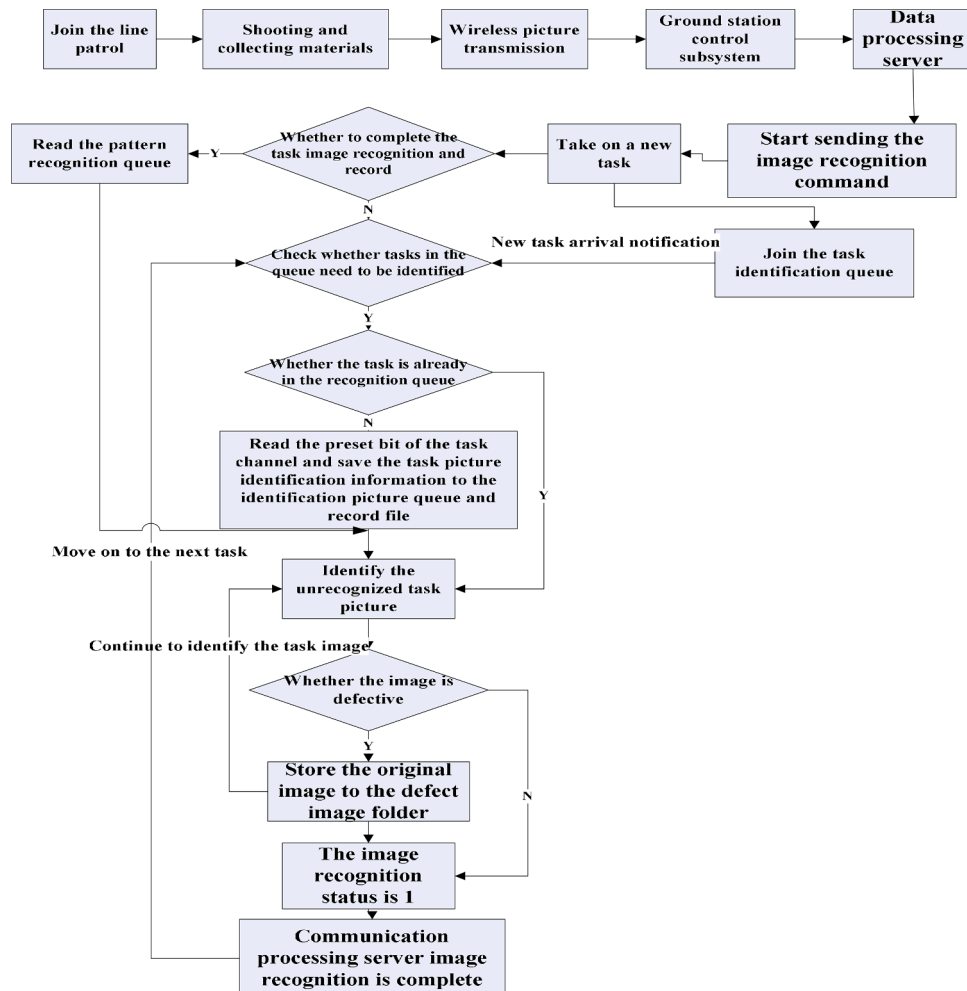 Join the line
patrol
Shooting and
collecting materials
Wireless picture
transmission
Ground station
control
subsystem
Data
processing
server
Read the pattern
recognition queue
Y
Whether to complete the
task image recognition and
record
Take on a new
task
Start sending the
image recognition
command
N
New task arrival notification
Join the task
identification queue
Check whether tasks in the
queue need to be identified
Y
Whether the task is already
in the recognition queue
N
Read the preset bit of the task
channel and save the task picture
identification information to the
identification picture queue and
record file
Y
Move on to the next task
Identify the
unrecognized task
picture
Continue to identify the task image
Whether the image is
defective
Y
Store the original
image to the defect
image folder
N
The image
recognition
status is 1
Communication
processing server image
recognition is complete